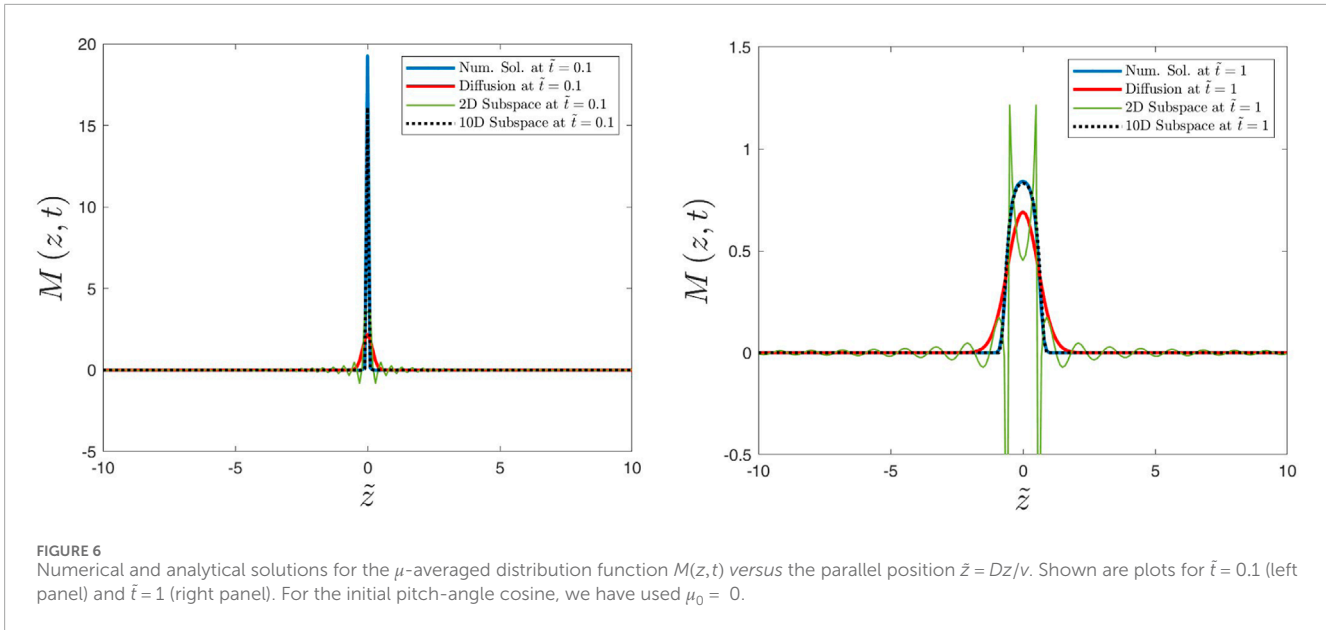 20
15
10
5
0
-5
-10
-5
0
5
10
M (z, t)
z̃
Num. Sol. at t̃ = 0.1
Diffusion at t̃ = 0.1
2D Subspace at t̃ = 0.1
10D Subspace at t̃ = 0.1
1.5
1
0.5
0
-0.5
-10
-5
0
5
10
M (z, t)
z̃
Num. Sol. at t̃ = 1
Diffusion at t̃ = 1
2D Subspace at t̃ = 1
10D Subspace at t̃ = 1
FIGURE 6
Numerical and analytical solutions for the μ-averaged distribution function M(z,t) versus the parallel position z̃ = Dz/v. Shown are plots for t̃ = 0.1 (left
panel) and t̃ = 1 (right panel). For the initial pitch-angle cosine, we have used μ₀ = 0.